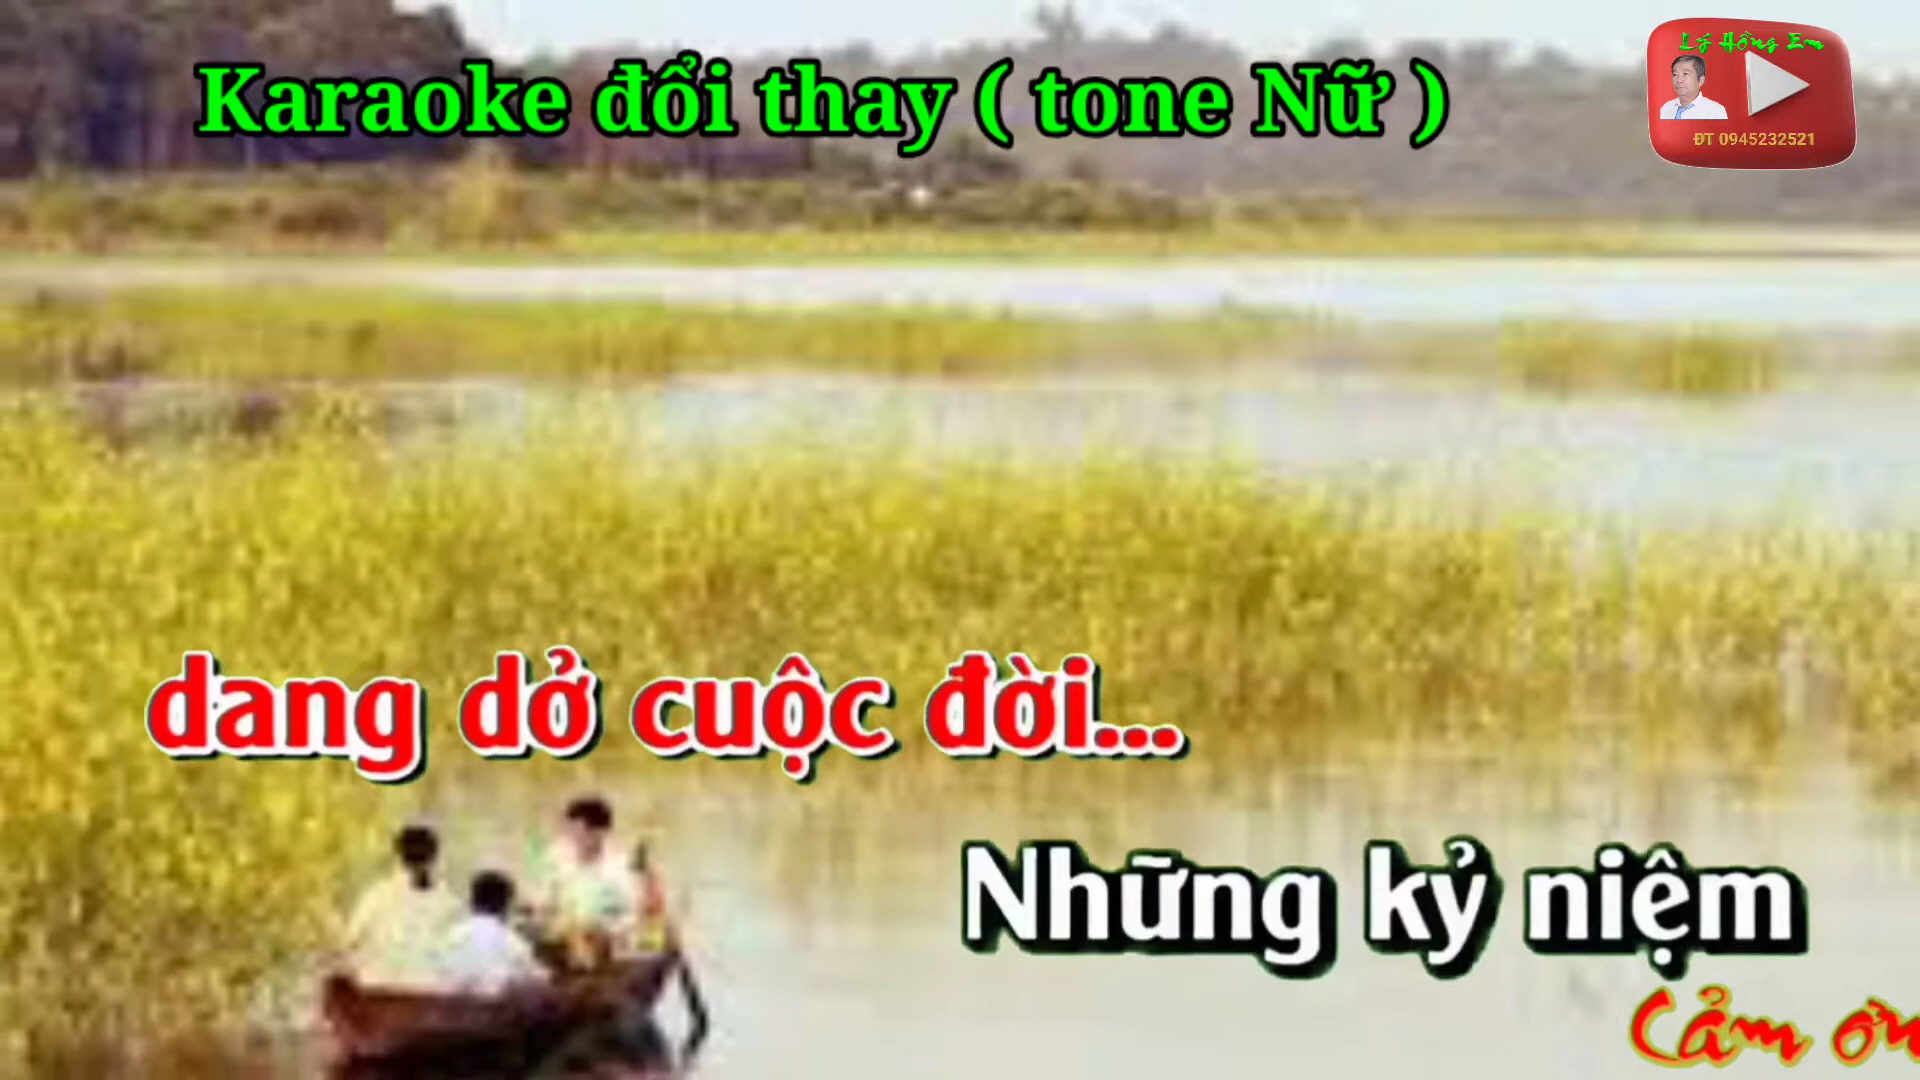 Karaoke đổi thay ( tone Nữ )
Lý Hồng Em
ĐT 0945232521
dang dở cuộc đời...
Những kỷ niệm
Cảm ơn